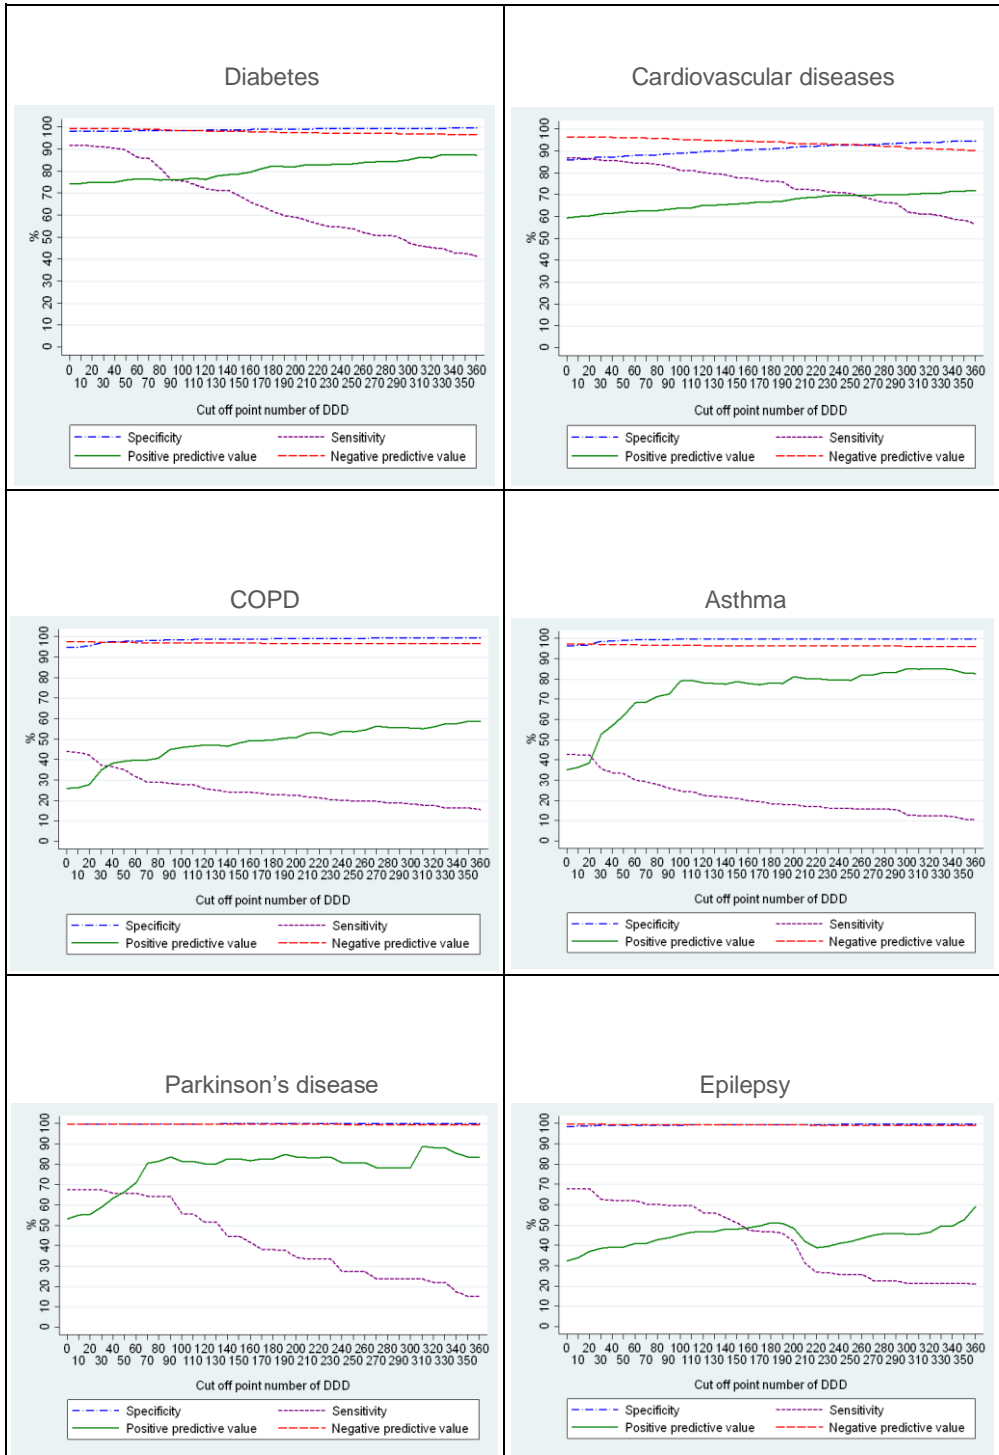 Diabetes
%
100
90
80
70
60
50
40
30
20
10
0
0 20 40 60 80 100 120 140 160 180 200 220 240 260 280 300 320 340 360
10 30 50 70 90 110 130 150 170 190 210 230 250 270 290 310 330 350
Cut off point number of DDD
Specificity Sensitivity
Positive predictive value Negative predictive value
Cardiovascular diseases
%
100
90
80
70
60
50
40
30
20
10
0
0 20 40 60 80 100 120 140 160 180 200 220 240 260 280 300 320 340 360
10 30 50 70 90 110 130 150 170 190 210 230 250 270 290 310 330 350
Cut off point number of DDD
Specificity Sensitivity
Positive predictive value Negative predictive value
COPD
%
100
90
80
70
60
50
40
30
20
10
0
0 20 40 60 80 100 120 140 160 180 200 220 240 260 280 300 320 340 360
10 30 50 70 90 110 130 150 170 190 210 230 250 270 290 310 330 350
Cut off point number of DDD
Specificity Sensitivity
Positive predictive value Negative predictive value
Asthma
%
100
90
80
70
60
50
40
30
20
10
0
0 20 40 60 80 100 120 140 160 180 200 220 240 260 280 300 320 340 360
10 30 50 70 90 110 130 150 170 190 210 230 250 270 290 310 330 350
Cut off point number of DDD
Specificity Sensitivity
Positive predictive value Negative predictive value
Parkinson’s disease
%
100
90
80
70
60
50
40
30
20
10
0
0 20 40 60 80 100 120 140 160 180 200 220 240 260 280 300 320 340 360
10 30 50 70 90 110 130 150 170 190 210 230 250 270 290 310 330 350
Cut off point number of DDD
Specificity Sensitivity
Positive predictive value Negative predictive value
Epilepsy
%
100
90
80
70
60
50
40
30
20
10
0
0 20 40 60 80 100 120 140 160 180 200 220 240 260 280 300 320 340 360
10 30 50 70 90 110 130 150 170 190 210 230 250 270 290 310 330 350
Cut off point number of DDD
Specificity Sensitivity
Positive predictive value Negative predictive value